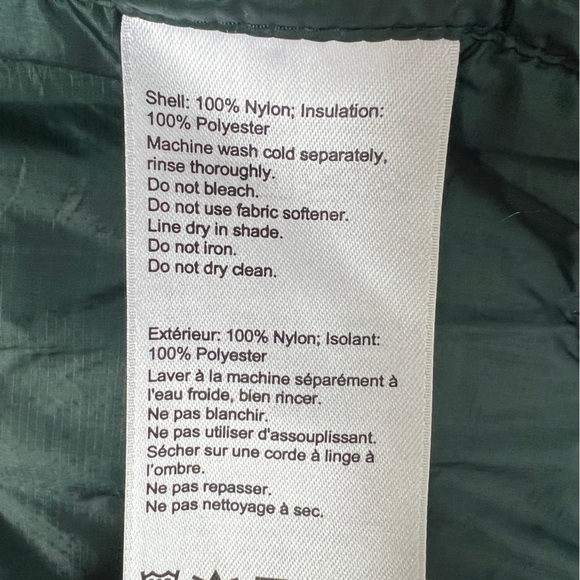 Shell: 100% Nylon; Insulation:
100% Polyester
Machine wash cold separately,
rinse thoroughly.
Do not bleach.
Do not use fabric softener.
Line dry in shade.
Do not iron.
Do not dry clean.
Extérieur: 100% Nylon; Isolant:
100% Polyester
Laver à la machine séparément à
l'eau froide, bien rincer.
Ne pas blanchir.
Ne pas utiliser d'assouplissant.
Sécher sur une corde à linge à
l'ombre.
Ne pas repasser.
Ne pas nettoyage à sec.